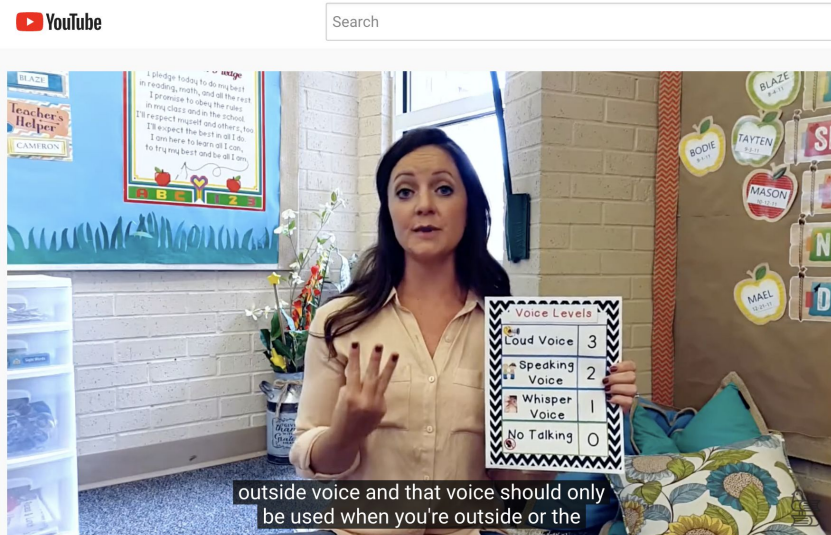 YouTube
Search
BLAZE
Teacher's
Helper
CAMERON
I pledge today to do my best
in reading, math, and all the rest
I promise to obey the rules
in my class and in the school.
I'll respect myself and others, too.
I'll expect the best in all I do.
I am here to learn all I can,
to try my best and be all I am
A B C 1 2 3
BLAZE
TAYTEN
BODIE
MASON
MAEL
Voice Levels
Loud Voice 3
Speaking
Voice 2
Whisper
Voice 1
No Talking 0
outside voice and that voice should only
be used when you're outside or the